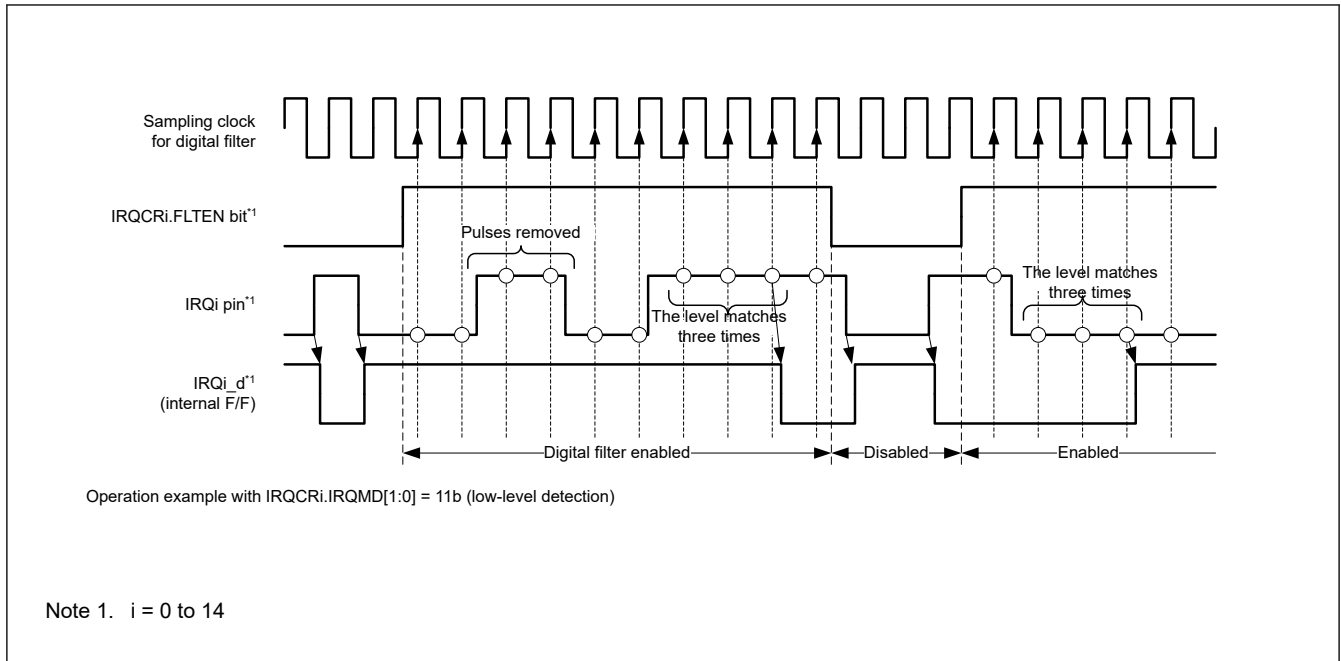 Sampling clock
for digital filter
IRQCRi.FLTEN bit*1
Pulses removed
IRQi pin*1
The level matches
three times
The level matches
three times
IRQi_d*1
(internal F/F)
Digital filter enabled
Disabled
Enabled
Operation example with IRQCRi.IRQMD[1:0] = 11b (low-level detection)
Note 1. i = 0 to 14